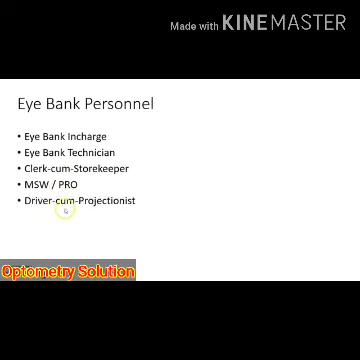 Made with KINEMASTER
Eye Bank Personnel
• Eye Bank Incharge
• Eye Bank Technician
• Clerk-cum-Storekeeper
• MSW / PRO
• Driver-cum-Projectionist
Optometry Solution